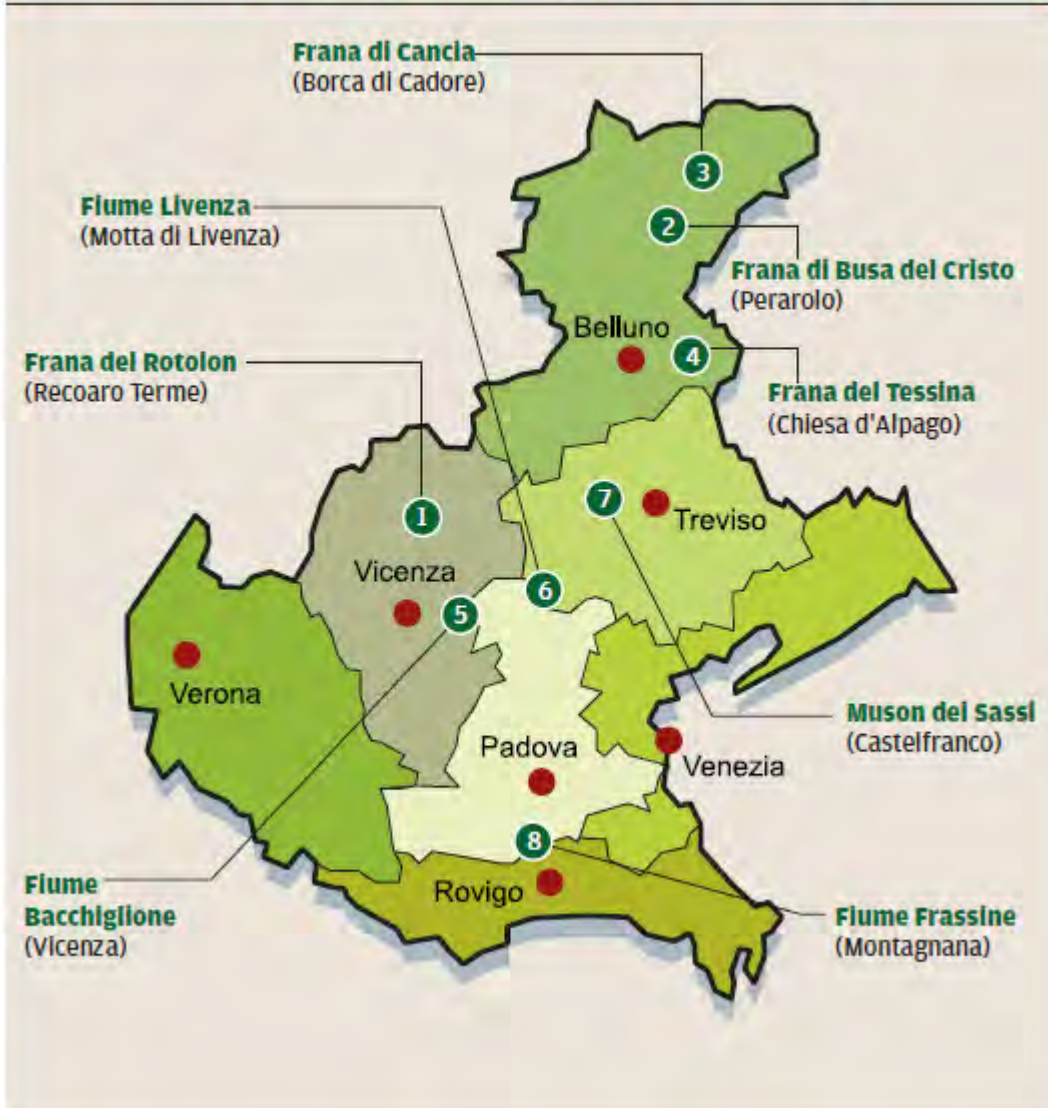 Frana di Cancia
(Borca di Cadore)
3
Fiume Livenza
(Motta di Livenza)
2
Frana di Busa del Cristo
(Perarolo)
Belluno
4
Frana del Rotolon
(Recoaro Terme)
Frana del Tessina
(Chiesa d'Alpago)
1
7
Treviso
Vicenza
5
6
Verona
Padova
Muson dei Sassi
(Castelfranco)
Venezia
8
Rovigo
Fiume
Bacchiglione
(Vicenza)
Fiume Frassine
(Montagnana)